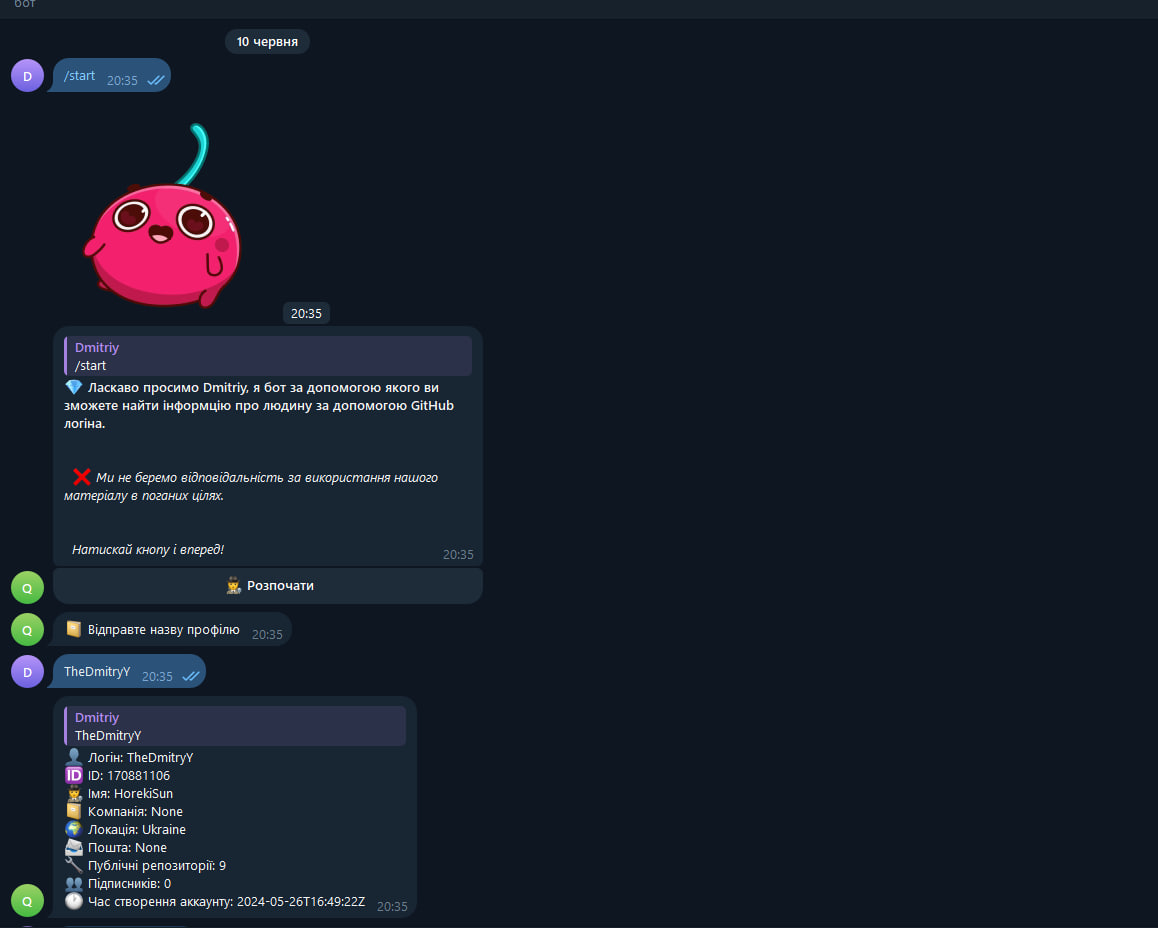 бот
10 червня
D
/start 20:35
20:35
Dmitriy
/start
Ласкаво просимо Dmitriy, я бот за допомогою якого ви
зможете найти інформцію про людину за допомогою GitHub
логіна.
Ми не беремо відповідальність за використання нашого
матеріалу в поганих цілях.
Натискай кнопу і вперед!
20:35
Q
Розпочати
Q
Відправте назву профілю 20:35
D
TheDmitryY 20:35
Dmitriy
TheDmitryY
Логін: TheDmitryY
ID ID: 170881106
Імя: HorekiSun
Компанія: None
Локація: Ukraine
Пошта: None
Публічні репозиторії: 9
Підписників: 0
Q
Час створення аккаунту: 2024-05-26T16:49:22Z 20:35